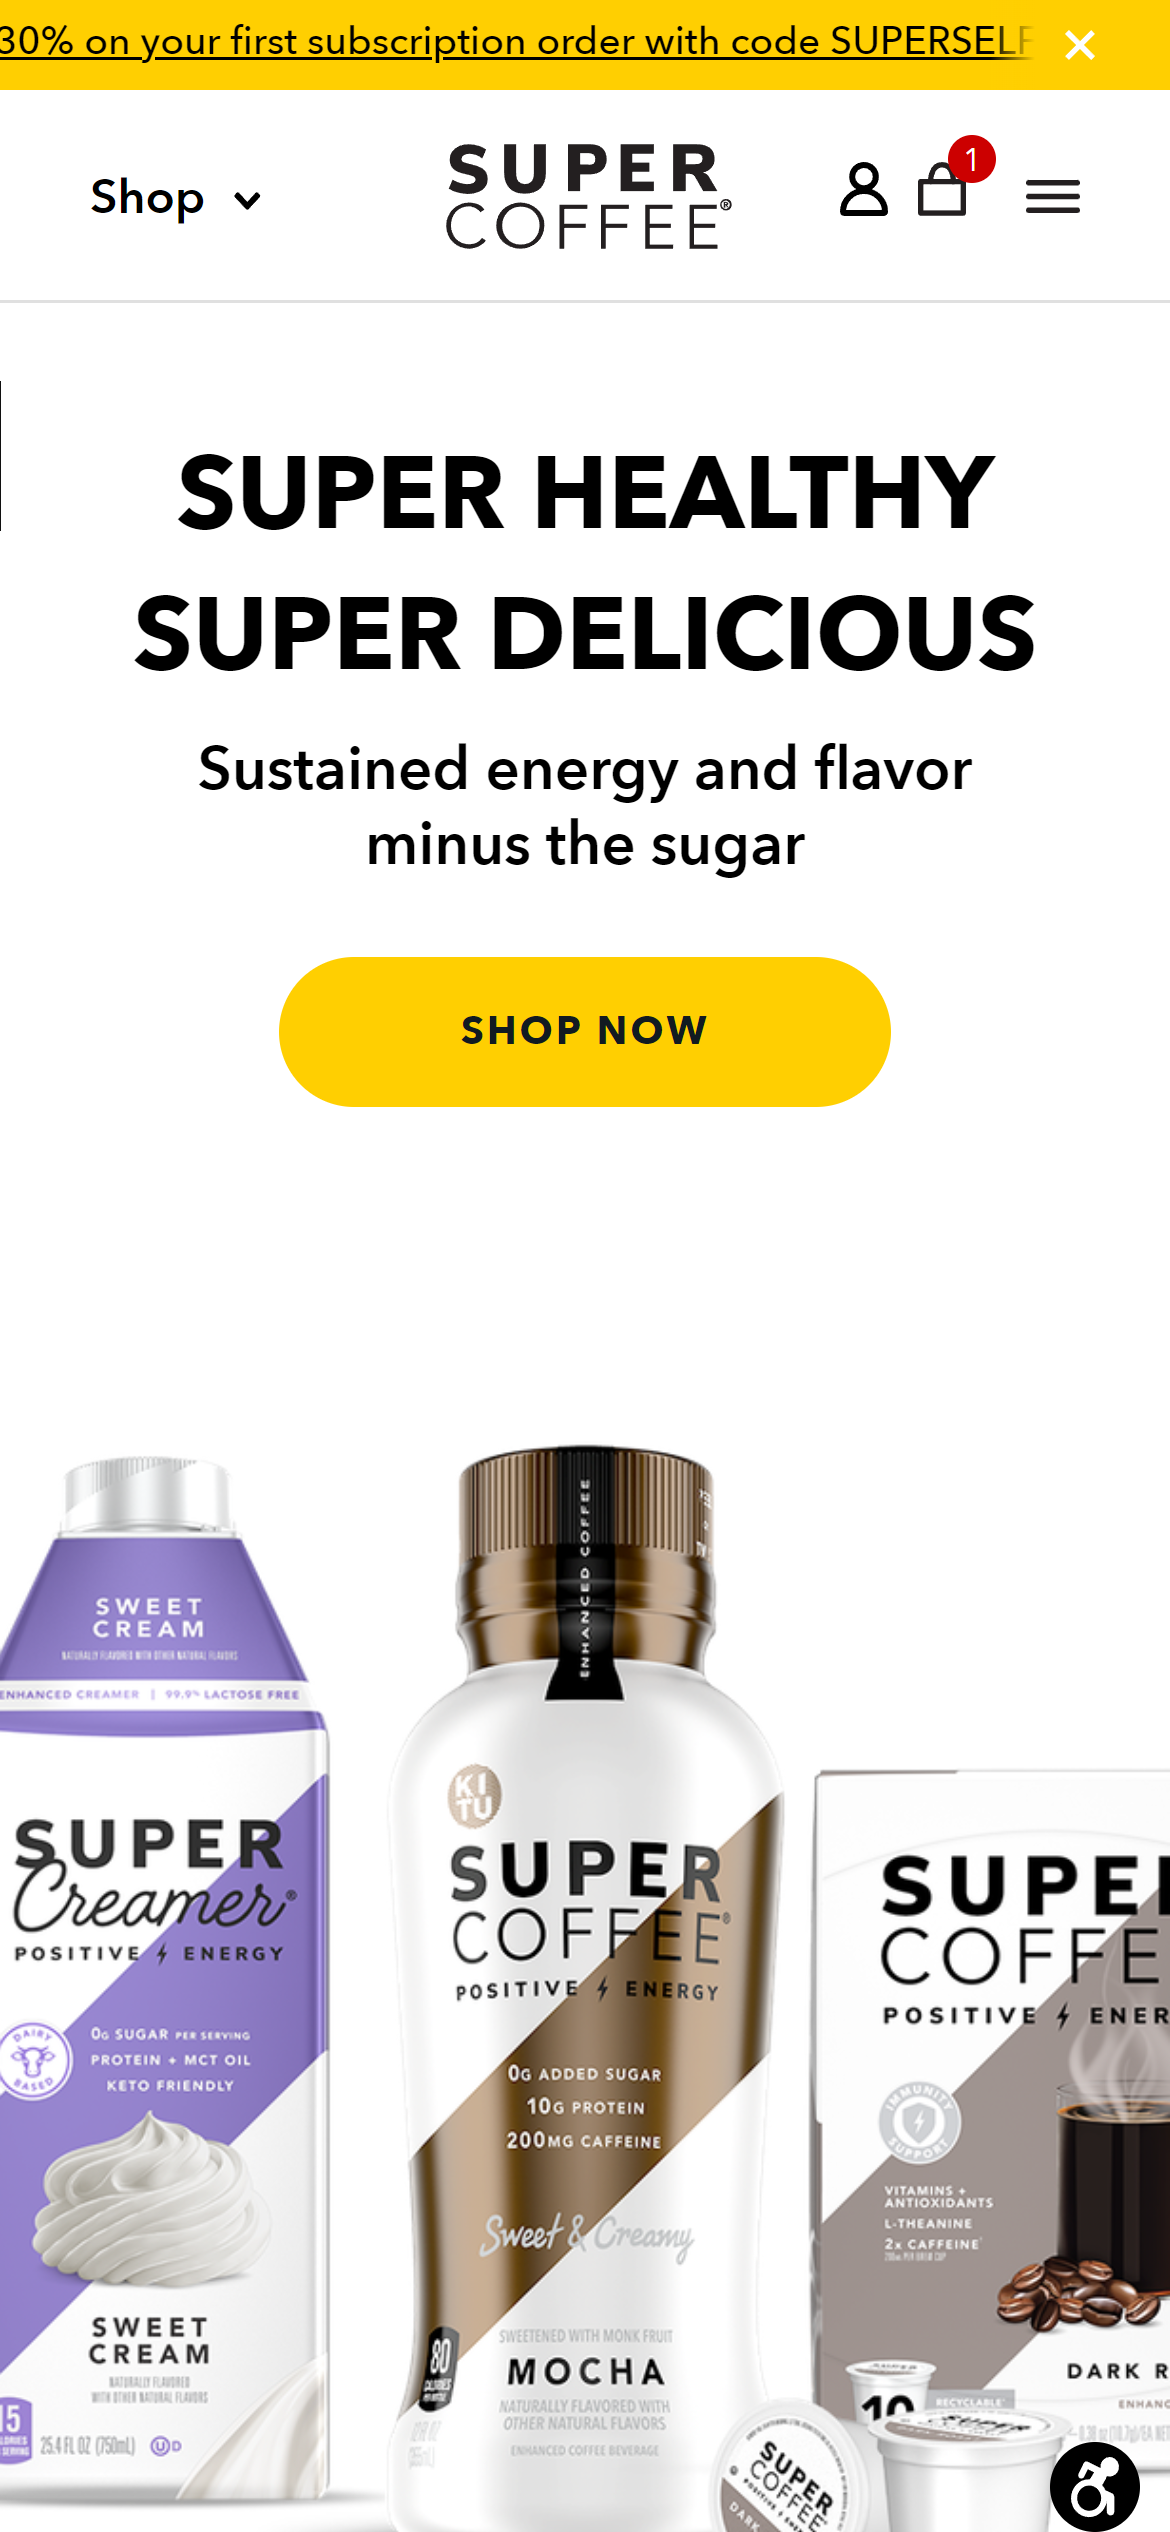 30% on your first subscription order with code SUPERSELF
Shop
SUPER
COFFEE®
1
SUPER HEALTHY
SUPER DELICIOUS
Sustained energy and flavor
minus the sugar
SHOP NOW
SWEET
CREAM
NATURALLY FLAVORED WITH OTHER NATURAL FLAVORS
ENHANCED CREAMER | 99.9% LACTOSE FREE
SUPER
Creamer®
POSITIVE ENERGY
DAIRY
BASED
0G SUGAR PER SERVING
PROTEIN + MCT OIL
KETO FRIENDLY
SWEET
CREAM
NATURALLY FLAVORED
WITH OTHER NATURAL FLAVORS
15
25.4 FL OZ (750mL)
U D
ENHANCED COFFEE
KI
TU
SUPER
COFFEE®
POSITIVE ENERGY
0G ADDED SUGAR
10G PROTEIN
200MG CAFFEINE
Sweet & Creamy
80
CALORIES
SWEETENED WITH MONK FRUIT
MOCHA
NATURALLY FLAVORED WITH
OTHER NATURAL FLAVORS
ENHANCED COFFEE BEVERAGE
SUPER
COFFE
POSITIVE ENER
IMMUNITY
SUPPORT
VITAMINS +
ANTIOXIDANTS
L-THEANINE
2X CAFFEINE
DARK R
ENHANC
10
RECYCLABLE
SUPER
SUPER
COFFEE
DARK